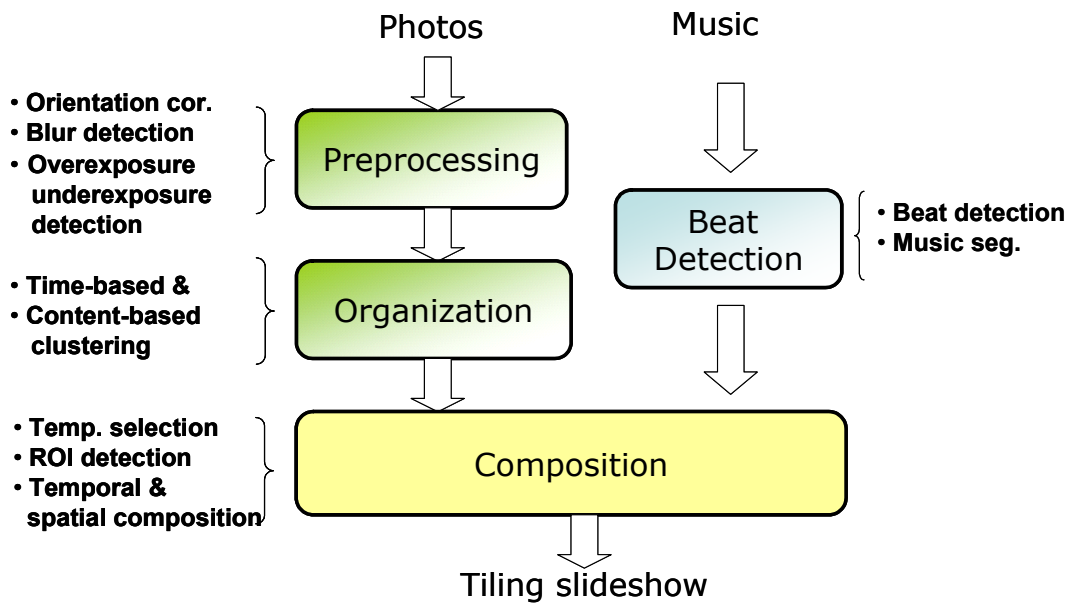 Photos
Music
• Orientation cor.
• Blur detection
• Overexposure
underexposure
detection
Preprocessing
Beat
Detection
• Beat detection
• Music seg.
• Time-based &
• Content-based
clustering
Organization
• Temp. selection
• ROI detection
• Temporal &
spatial composition
Composition
Tiling slideshow